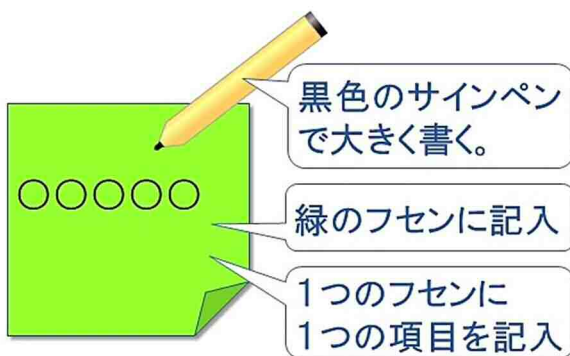 黒色のサインペン
で大きく書く。
○○○○○
緑のフセンに記入
1つのフセンに
1つの項目を記入